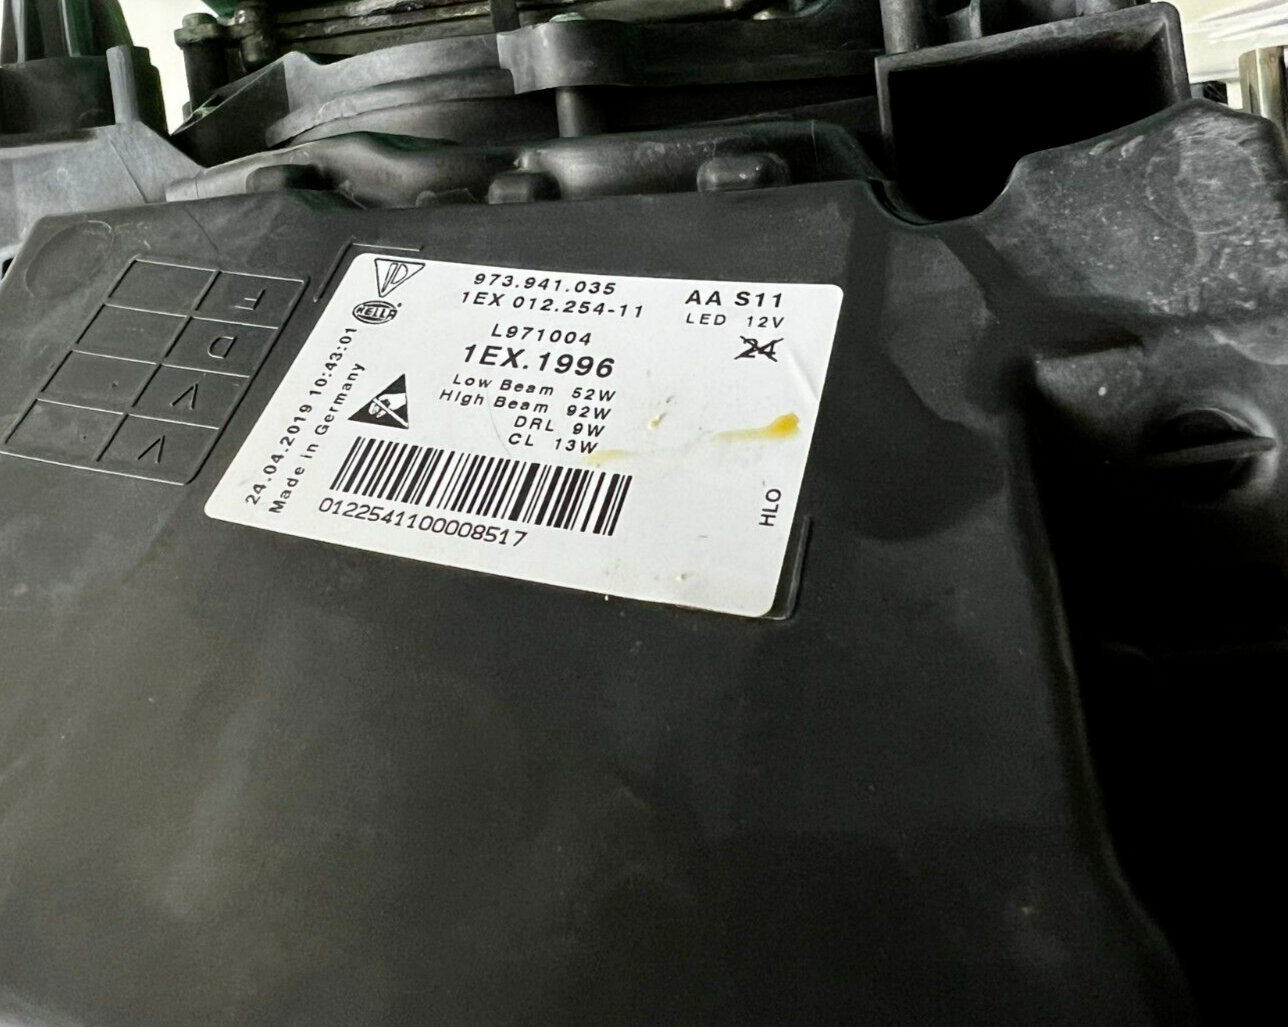 973.941.035
1EX 012.254-11
AA S11
LED 12V
24
HELLA
L971004
1EX.1996
Low Beam 52W
High Beam 92W
DRL 9W
CL 13W
24.04.2019 10:43:01
Made in Germany
0122541100008517
HLO
F
D
V
V